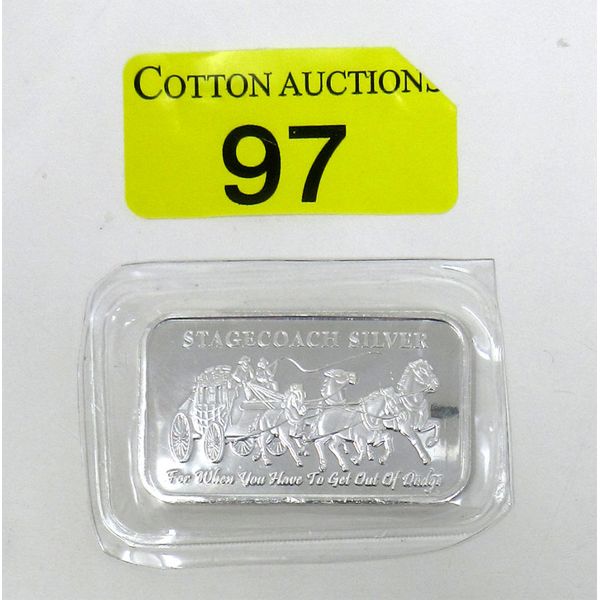 COTTON AUCTIONS
97
STAGECOACH SILVER
For When You Have To Get Out Of Dodge